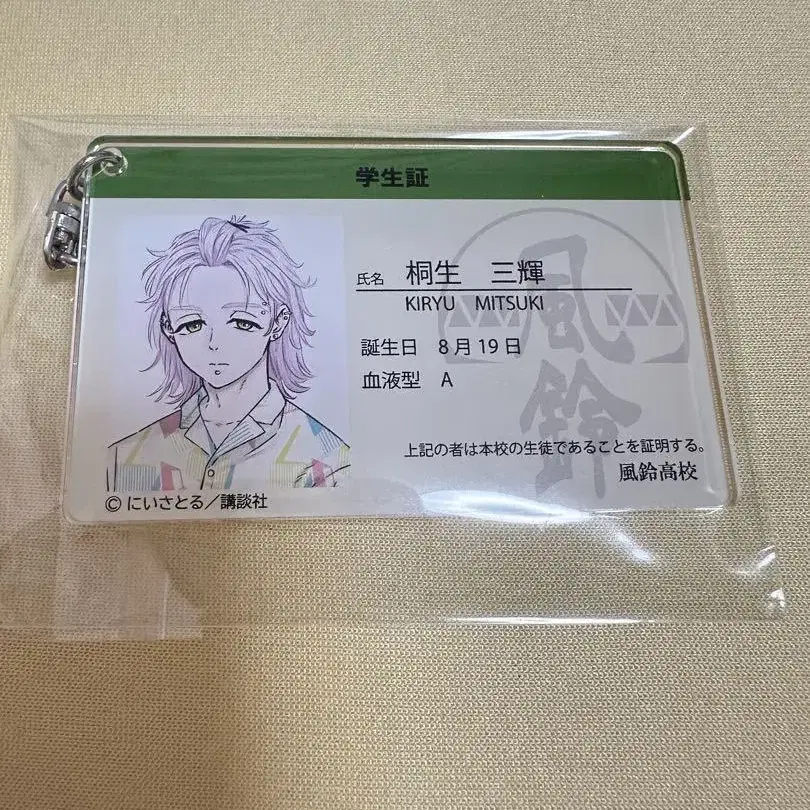 学生証
氏名 桐生 三輝
KIRYU MITSUKI
誕生日 8月19日
血液型 A
風鈴
上記の者は本校の生徒であることを証明する。
風鈴高校
© にいさとる／講談社